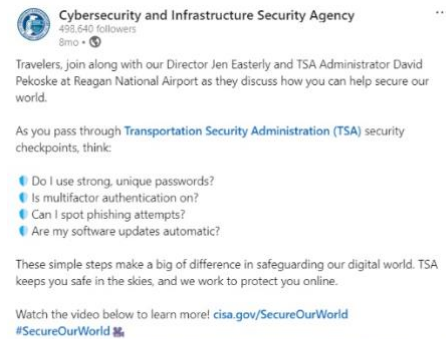 Cybersecurity and Infrastructure Security Agency
498,640 followers
8mo •
Travelers, join along with our Director Jen Easterly and TSA Administrator David
Pekoske at Reagan National Airport as they discuss how you can help secure our
world.
As you pass through Transportation Security Administration (TSA) security
checkpoints, think:
Do I use strong, unique passwords?
Is multifactor authentication on?
Can I spot phishing attempts?
Are my software updates automatic?
These simple steps make a big of difference in safeguarding our digital world. TSA
keeps you safe in the skies, and we work to protect you online.
Watch the video below to learn more! cisa.gov/SecureOurWorld
#SecureOurWorld